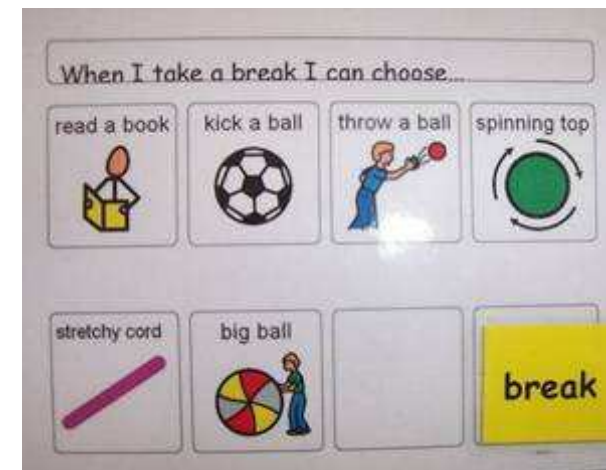 When I take a break I can choose...
read a book
kick a ball
throw a ball
spinning top
stretchy cord
big ball
break